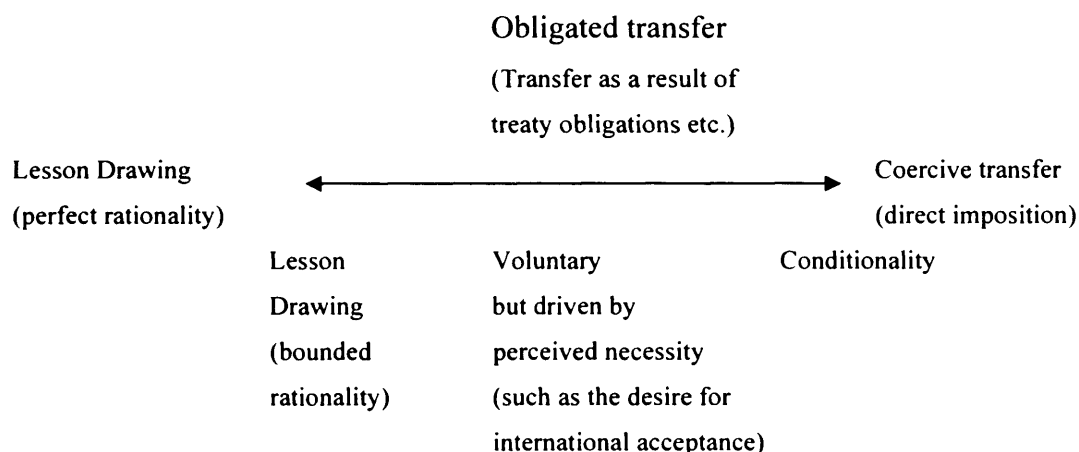 Obligated transfer
(Transfer as a result of
treaty obligations etc.)
Lesson Drawing
(perfect rationality)
Coercive transfer
(direct imposition)
Lesson
Drawing
(bounded
rationality)
Voluntary
but driven by
perceived necessity
(such as the desire for
international acceptance)
Conditionality